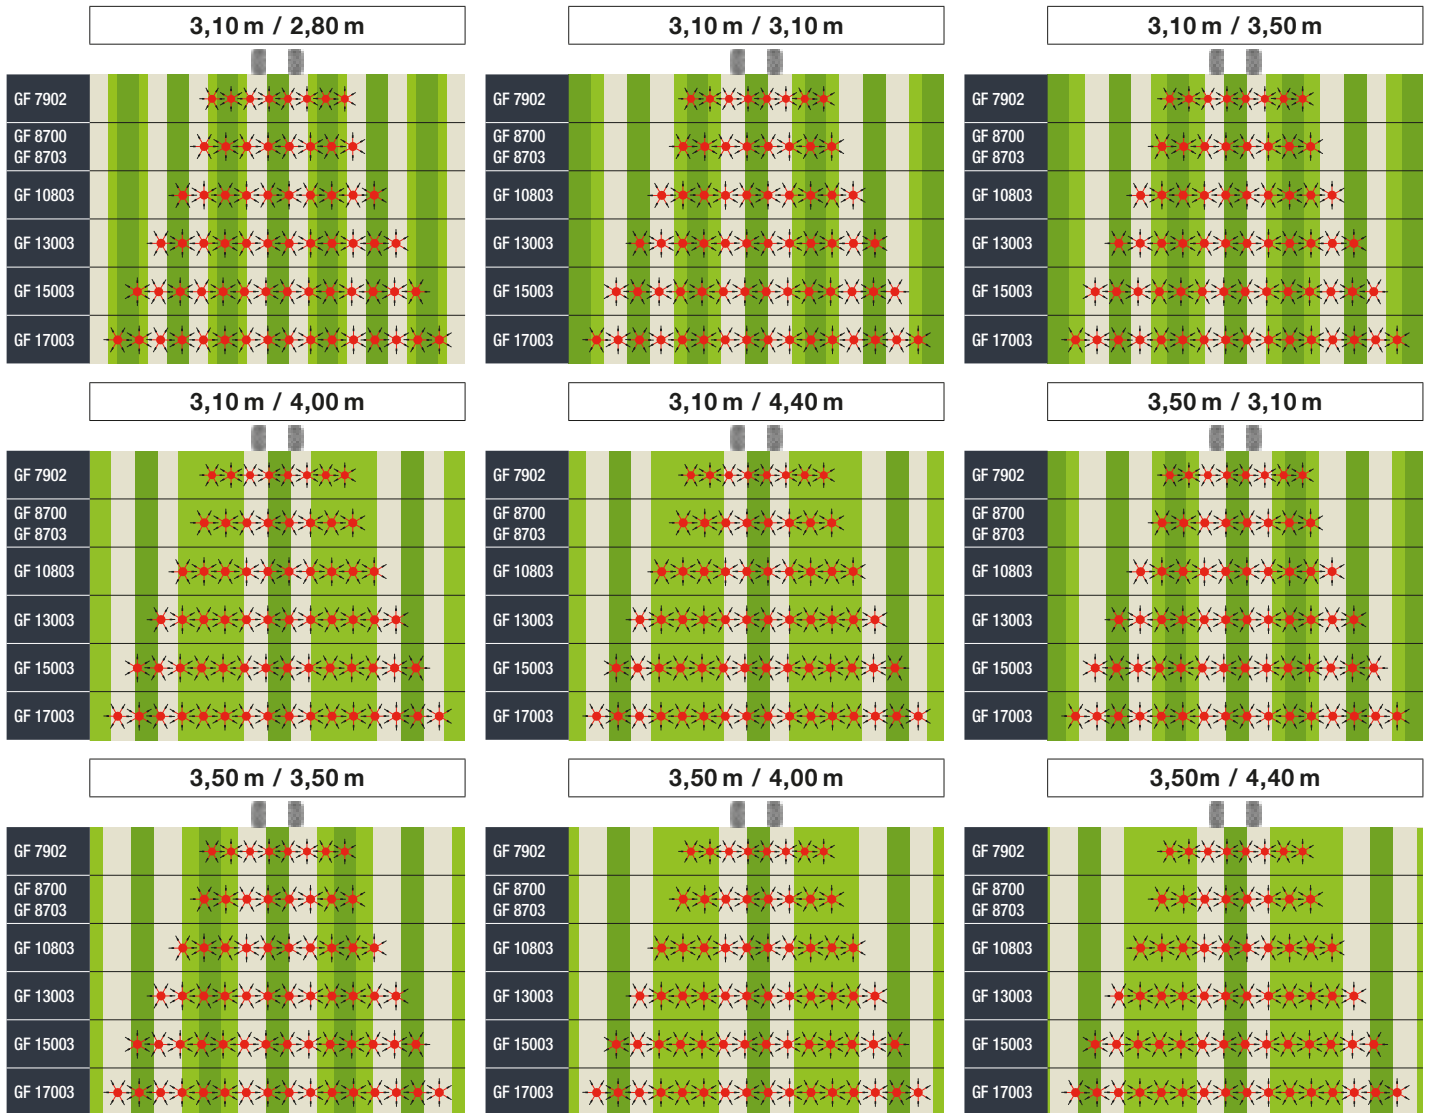 3,10 m / 2,80 m
GF 7902
GF 8700
GF 8703
GF 10803
GF 13003
GF 15003
GF 17003
3,10 m / 3,10 m
GF 7902
GF 8700
GF 8703
GF 10803
GF 13003
GF 15003
GF 17003
3,10 m / 3,50 m
GF 7902
GF 8700
GF 8703
GF 10803
GF 13003
GF 15003
GF 17003
3,10 m / 4,00 m
GF 7902
GF 8700
GF 8703
GF 10803
GF 13003
GF 15003
GF 17003
3,10 m / 4,40 m
GF 7902
GF 8700
GF 8703
GF 10803
GF 13003
GF 15003
GF 17003
3,50 m / 3,10 m
GF 7902
GF 8700
GF 8703
GF 10803
GF 13003
GF 15003
GF 17003
3,50 m / 3,50 m
GF 7902
GF 8700
GF 8703
GF 10803
GF 13003
GF 15003
GF 17003
3,50 m / 4,00 m
GF 7902
GF 8700
GF 8703
GF 10803
GF 13003
GF 15003
GF 17003
3,50m / 4,40 m
GF 7902
GF 8700
GF 8703
GF 10803
GF 13003
GF 15003
GF 17003